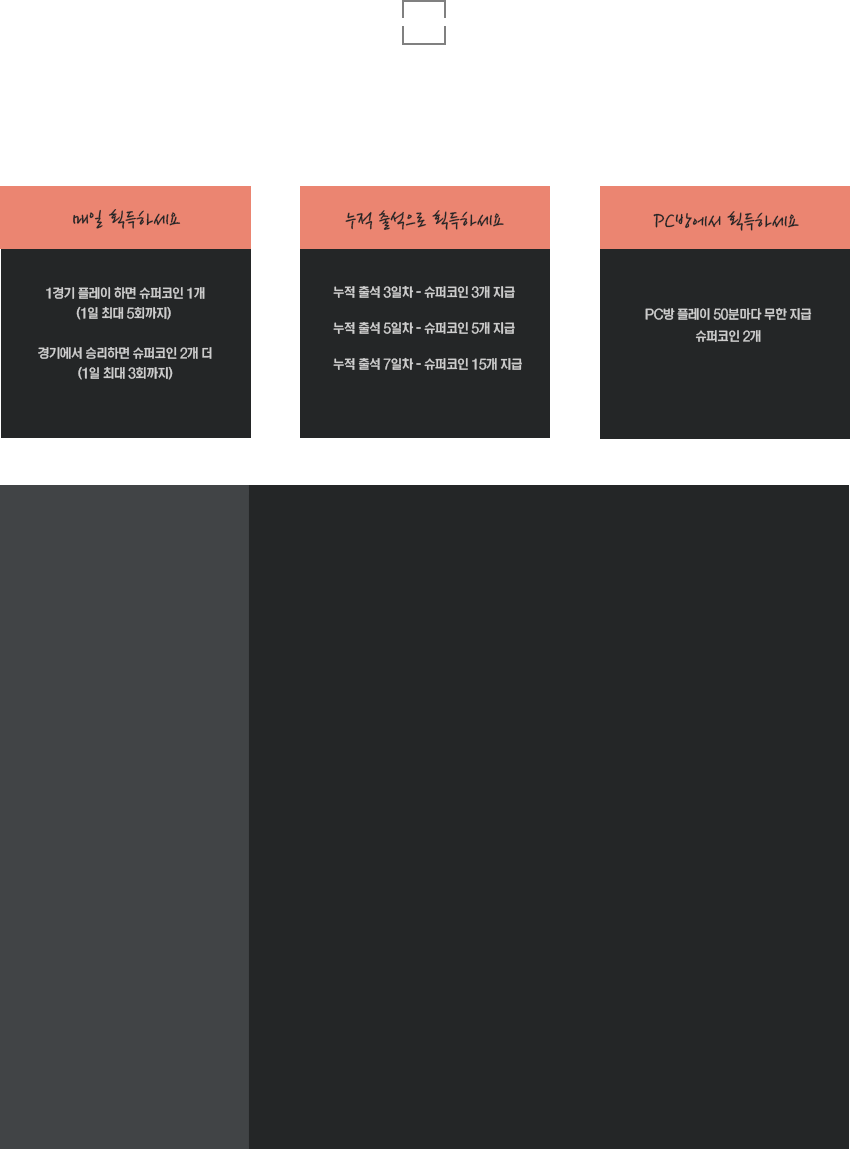 매일 획득하세요
1경기 플레이 하면 슈퍼코인 1개
(1일 최대 5회까지)
경기에서 승리하면 슈퍼코인 2개 더
(1일 최대 3회까지)
누적 출석으로 획득하세요
누적 출석 3일차 - 슈퍼코인 3개 지급
누적 출석 5일차 - 슈퍼코인 5개 지급
누적 출석 7일차 - 슈퍼코인 15개 지급
PC방에서 획득하세요
PC방 플레이 50분마다 무한 지급
슈퍼코인 2개